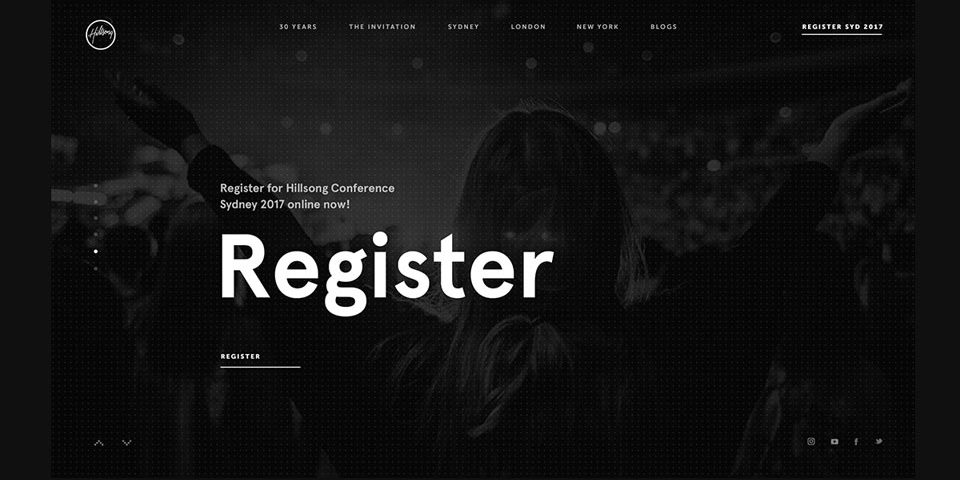 Hillsong
30 YEARS
THE INVITATION
SYDNEY
LONDON
NEW YORK
BLOGS
REGISTER SYD 2017
Register for Hillsong Conference
Sydney 2017 online now!
Register
REGISTER